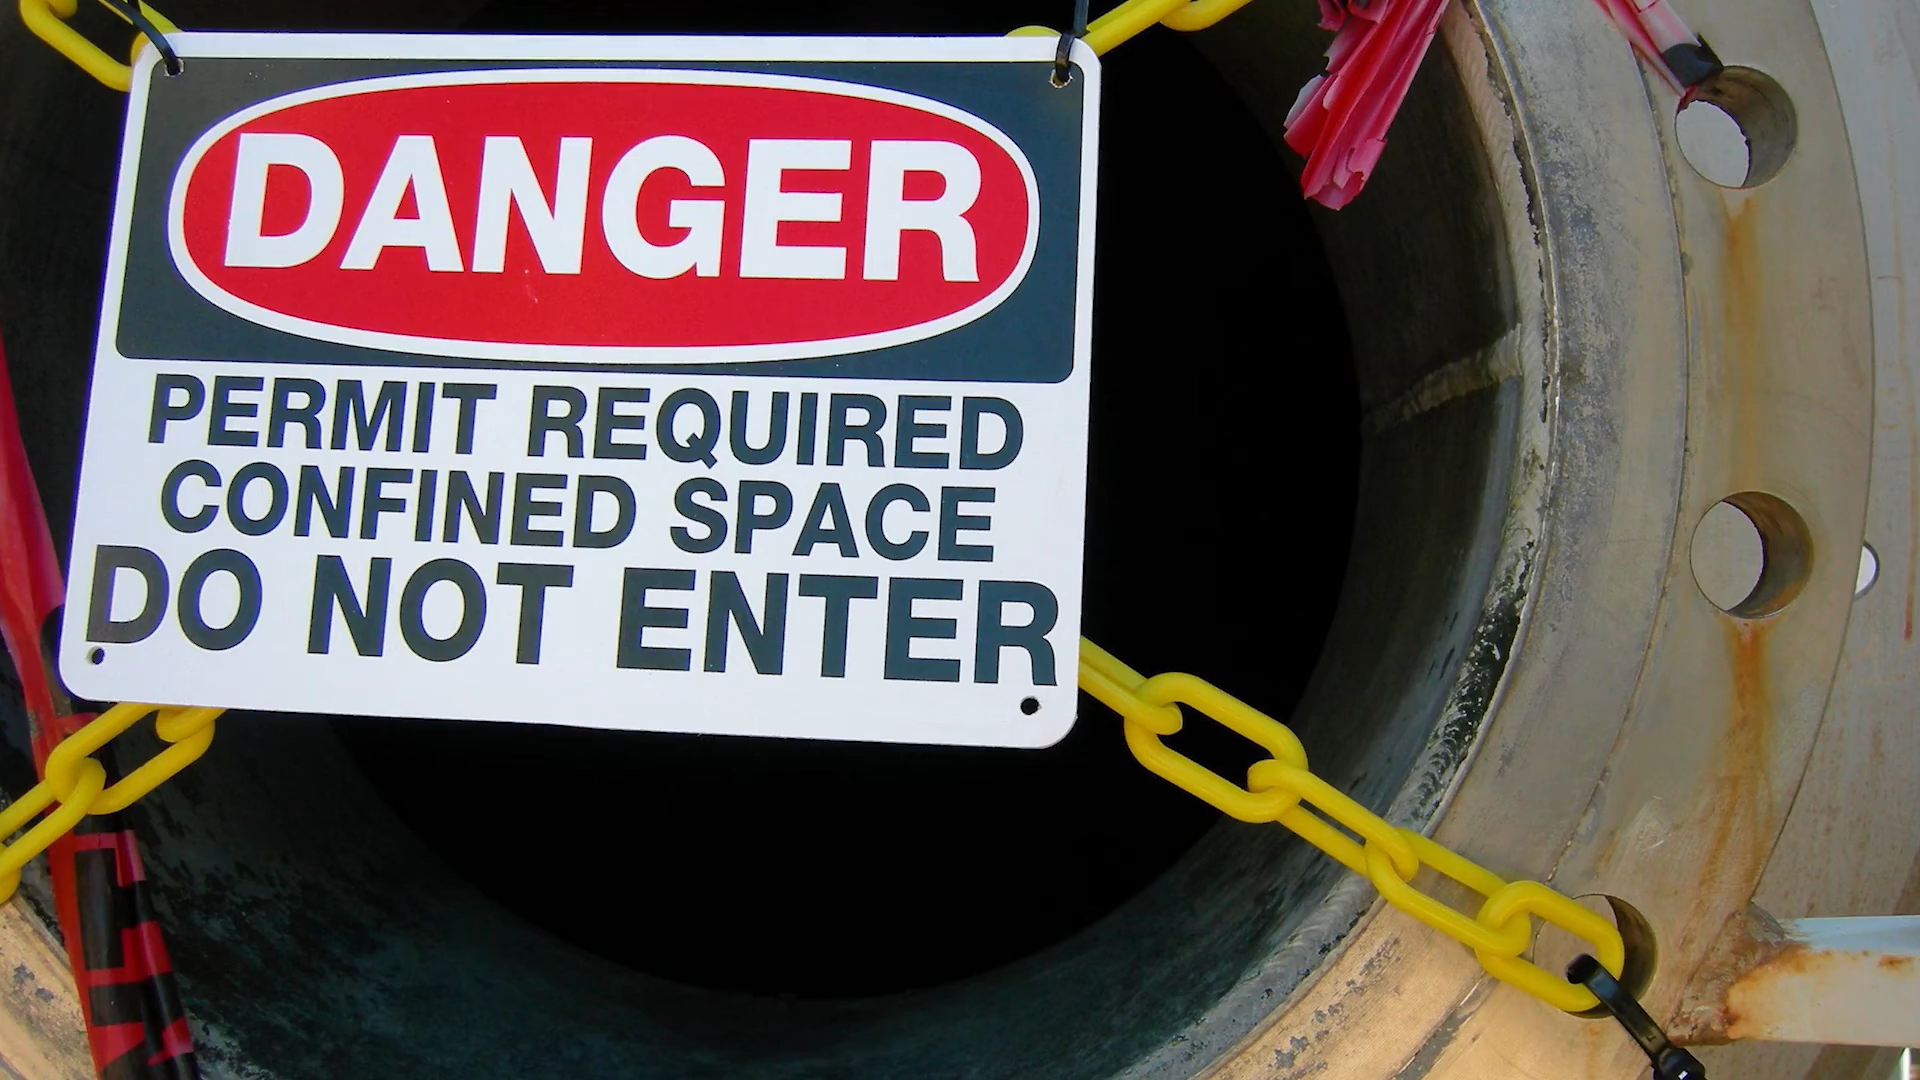 DANGER
PERMIT REQUIRED
CONFINED SPACE
DO NOT ENTER